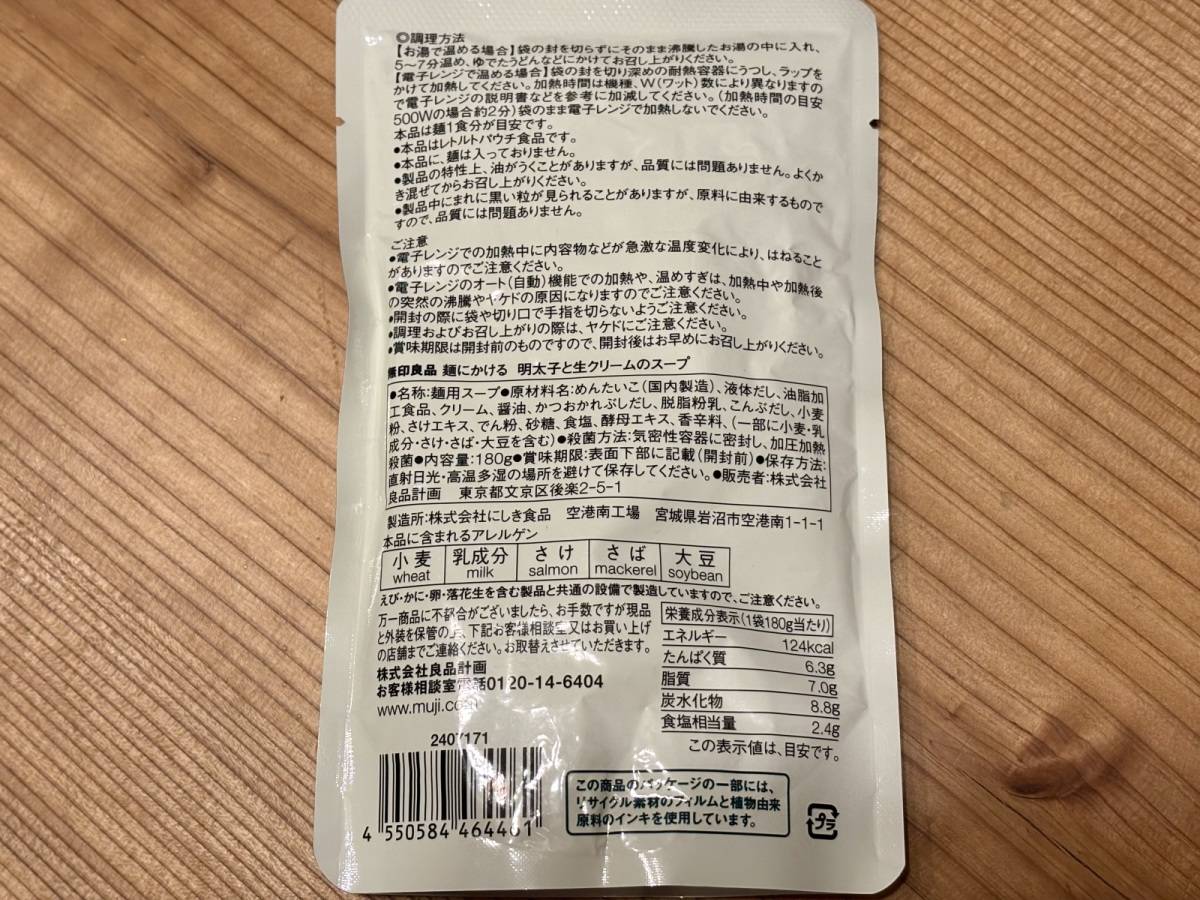 ◎調理方法
【お湯で温める場合】袋の封を切らずにそのまま沸騰したお湯の中に入れ、
5〜7分温め、ゆでたうどんなどにかけてお召し上がりください。
【電子レンジで温める場合】袋の封を切り深めの耐熱容器にうつし、ラップを
かけて加熱してください。加熱時間は機種、W(ワット)数により異なりますの
で電子レンジの説明書などを参考に加減してください。(加熱時間の目安
500Wの場合約2分)袋のまま電子レンジで加熱しないでください。
本品は麺1食分が目安です。
●本品はレトルトパウチ食品です。
●本品に、麺は入っておりません。
●製品の特性上、油がうくことがありますが、品質には問題ありません。よくか
き混ぜてからお召し上がりください。
●製品中にまれに黒い粒が見られることがありますが、原料に由来するもので
すので、品質には問題ありません。
ご注意
●電子レンジでの加熱中に内容物などが急激な温度変化により、はねること
がありますのでご注意ください。
●電子レンジのオート(自動)機能での加熱や、温めすぎは、加熱中や加熱後
の突然の沸騰やヤケドの原因になりますのでご注意ください。
●開封の際に袋や切り口で手指を切らないようご注意ください。
●調理およびお召し上がりの際は、ヤケドにご注意ください。
●賞味期限は開封前のものですので、開封後はお早めにお召し上がりください。
無印良品 麺にかける 明太子と生クリームのスープ
●名称:麺用スープ●原材料名:めんたいこ(国内製造)、液体だし、油脂加
工食品、クリーム、醤油、かつおかれぶしだし、脱脂粉乳、こんぶだし、小麦
粉、さけエキス、でん粉、砂糖、食塩、酵母エキス、香辛料、(一部に小麦・乳
成分・さけ・さば・大豆を含む)●殺菌方法:気密性容器に密封し、加圧加熱
殺菌●内容量:180g●賞味期限:表面下部に記載(開封前)●保存方法:
直射日光・高温多湿の場所を避けて保存してください。●販売者:株式会社
良品計画 東京都文京区後楽2-5-1
製造所:株式会社にしき食品 空港南工場 宮城県岩沼市空港南1-1-1
本品に含まれるアレルゲン
小麦 乳成分 さけ さば 大豆
wheat milk salmon mackerel soybean
えび・かに・卵・落花生を含む製品と共通の設備で製造していますので、ご注意ください。
万一商品に不都合がございましたら、お手数ですが現品
と外装を保管の上、下記お客様相談室又はお買い上げ
の店舗までご連絡ください。お取替えさせていただきます。
株式会社良品計画
お客様相談室電話0120-14-6404
www.muji.com
栄養成分表示(1袋180g当たり)
エネルギー 124kcal
たんぱく質 6.3g
脂質 7.0g
炭水化物 8.8g
食塩相当量 2.4g
この表示値は、目安です。
2407171
4 550584 464461
この商品のパッケージの一部には、
リサイクル素材のフィルムと植物由来
原料のインキを使用しています。
プラ